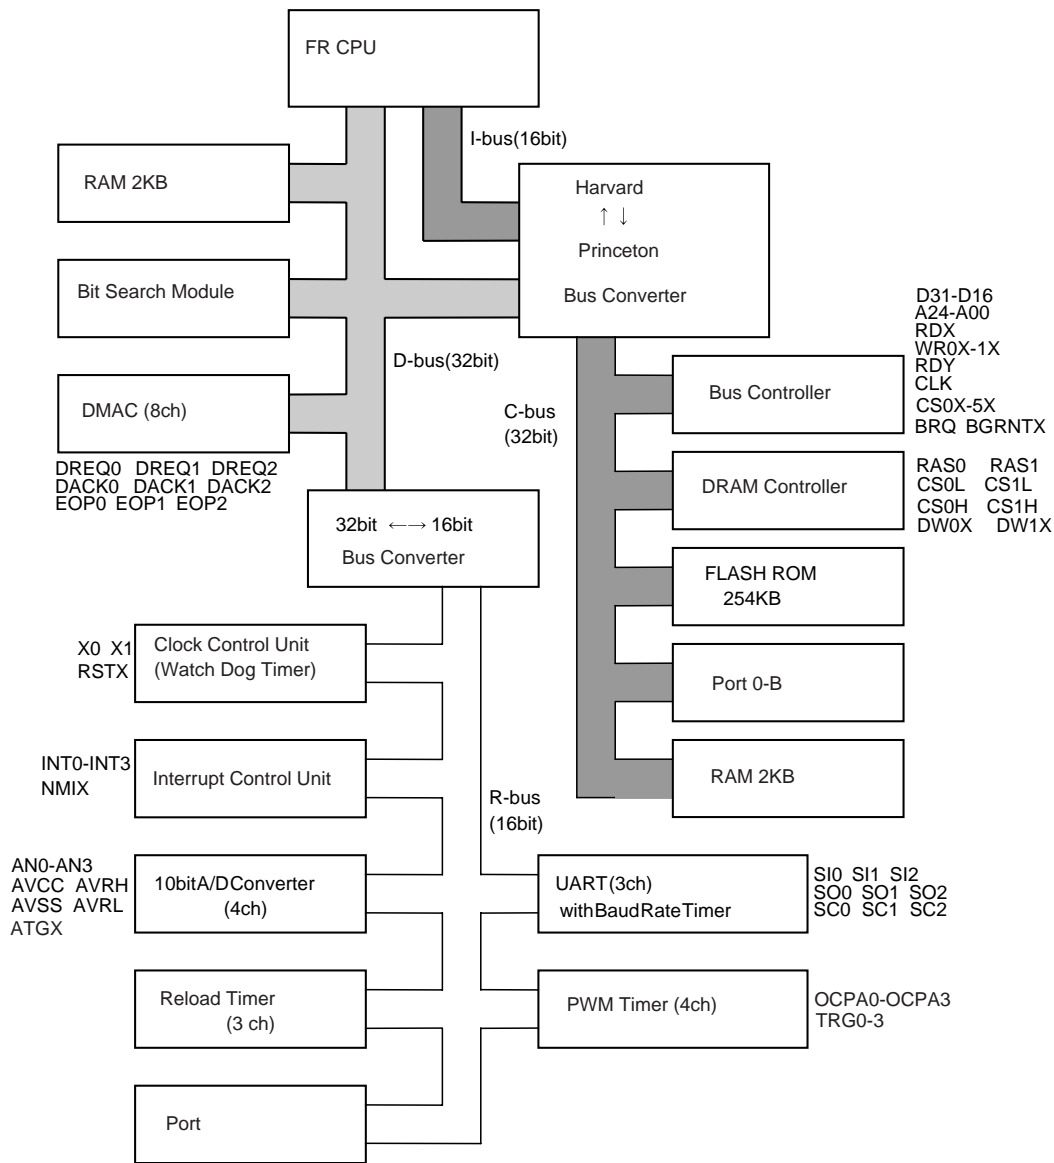 FR CPU
I-bus(16bit)
RAM 2KB
Harvard
↑ ↓
Princeton
Bus Converter
Bit Search Module
D-bus(32bit)
DMAC (8ch)
DREQ0 DREQ1 DREQ2
DACK0 DACK1 DACK2
EOP0 EOP1 EOP2
C-bus
(32bit)
Bus Controller
D31-D16
A24-A00
RDX
WR0X-1X
RDY
CLK
CS0X-5X
BRQ BGRNTX
DRAM Controller
RAS0 RAS1
CS0L CS1L
CS0H CS1H
DW0X DW1X
32bit ←→ 16bit
Bus Converter
FLASH ROM
254KB
X0 X1
RSTX
Clock Control Unit
(Watch Dog Timer)
Port 0-B
INT0-INT3
NMIX
Interrupt Control Unit
RAM 2KB
R-bus
(16bit)
AN0-AN3
AVCC AVRH
AVSS AVRL
ATGX
10bitA/DConverter
(4ch)
UART(3ch)
withBaudRateTimer
SI0 SI1 SI2
SO0 SO1 SO2
SC0 SC1 SC2
Reload Timer
(3 ch)
PWM Timer (4ch)
OCPA0-OCPA3
TRG0-3
Port